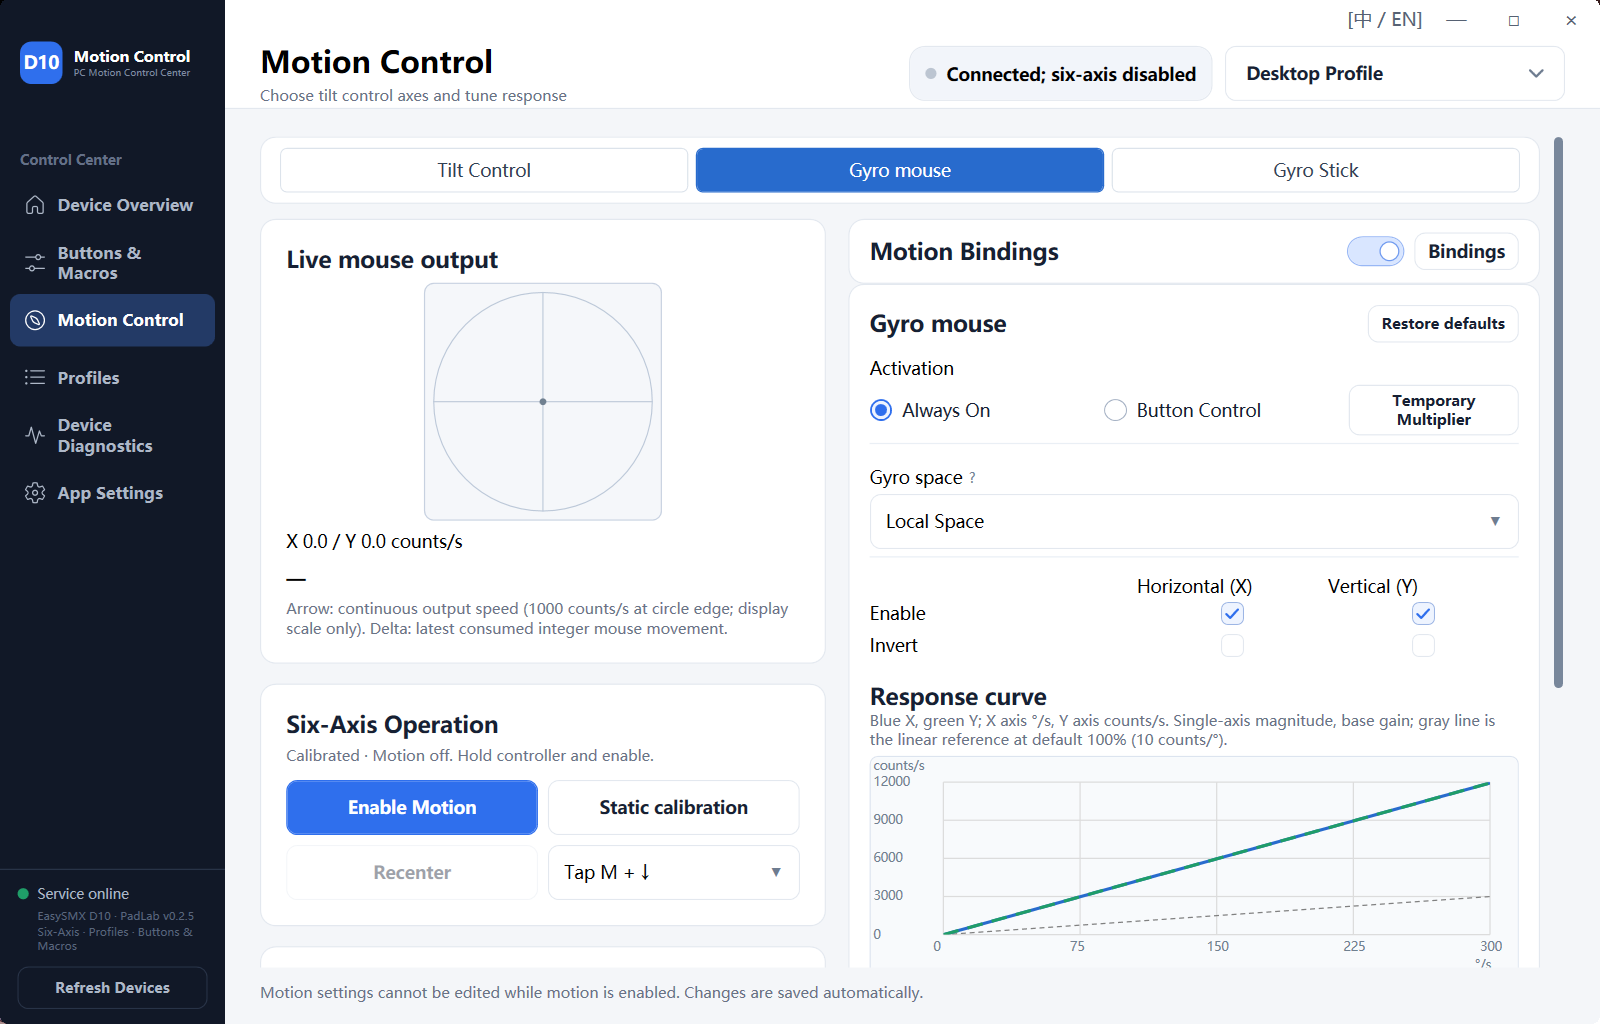 [中 / EN]
D10
Motion Control
PC Motion Control Center
Control Center
Device Overview
Buttons &
Macros
Motion Control
Profiles
Device
Diagnostics
App Settings
Service online
EasySMX D10 · PadLab v0.2.5
Six-Axis · Profiles · Buttons &
Macros
Refresh Devices
Motion Control
Choose tilt control axes and tune response
Connected; six-axis disabled
Desktop Profile
Tilt Control
Gyro mouse
Gyro Stick
Live mouse output
X 0.0 / Y 0.0 counts/s
—
Arrow: continuous output speed (1000 counts/s at circle edge; display
scale only). Delta: latest consumed integer mouse movement.
Six-Axis Operation
Calibrated · Motion off. Hold controller and enable.
Enable Motion
Static calibration
Recenter
Tap M + ↓
Motion Bindings
Bindings
Gyro mouse
Restore defaults
Activation
Always On
Button Control
Temporary
Multiplier
Gyro space ?
Local Space
Horizontal (X)
Vertical (Y)
Enable
Invert
Response curve
Blue X, green Y; X axis °/s, Y axis counts/s. Single-axis magnitude, base gain; gray line is
the linear reference at default 100% (10 counts/°).
counts/s
12000
9000
6000
3000
0
0
75
150
225
300
°/s
Motion settings cannot be edited while motion is enabled. Changes are saved automatically.